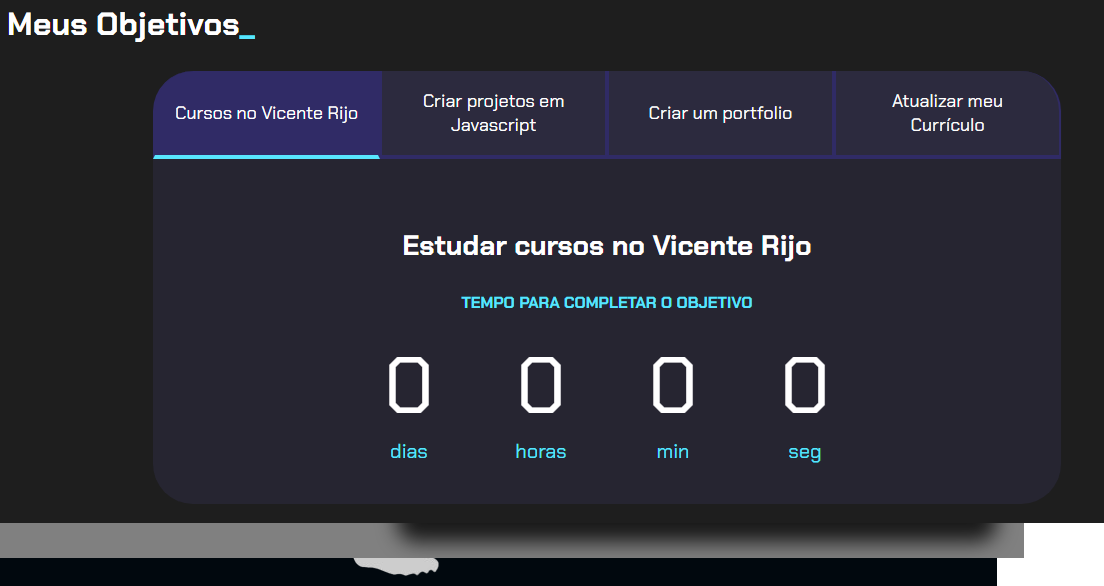 Meus Objetivos_
Cursos no Vicente Rijo
Criar projetos em
Javascript
Criar um portfolio
Atualizar meu
Currículo
Estudar cursos no Vicente Rijo
TEMPO PARA COMPLETAR O OBJETIVO
0 0 0 0
dias horas min seg